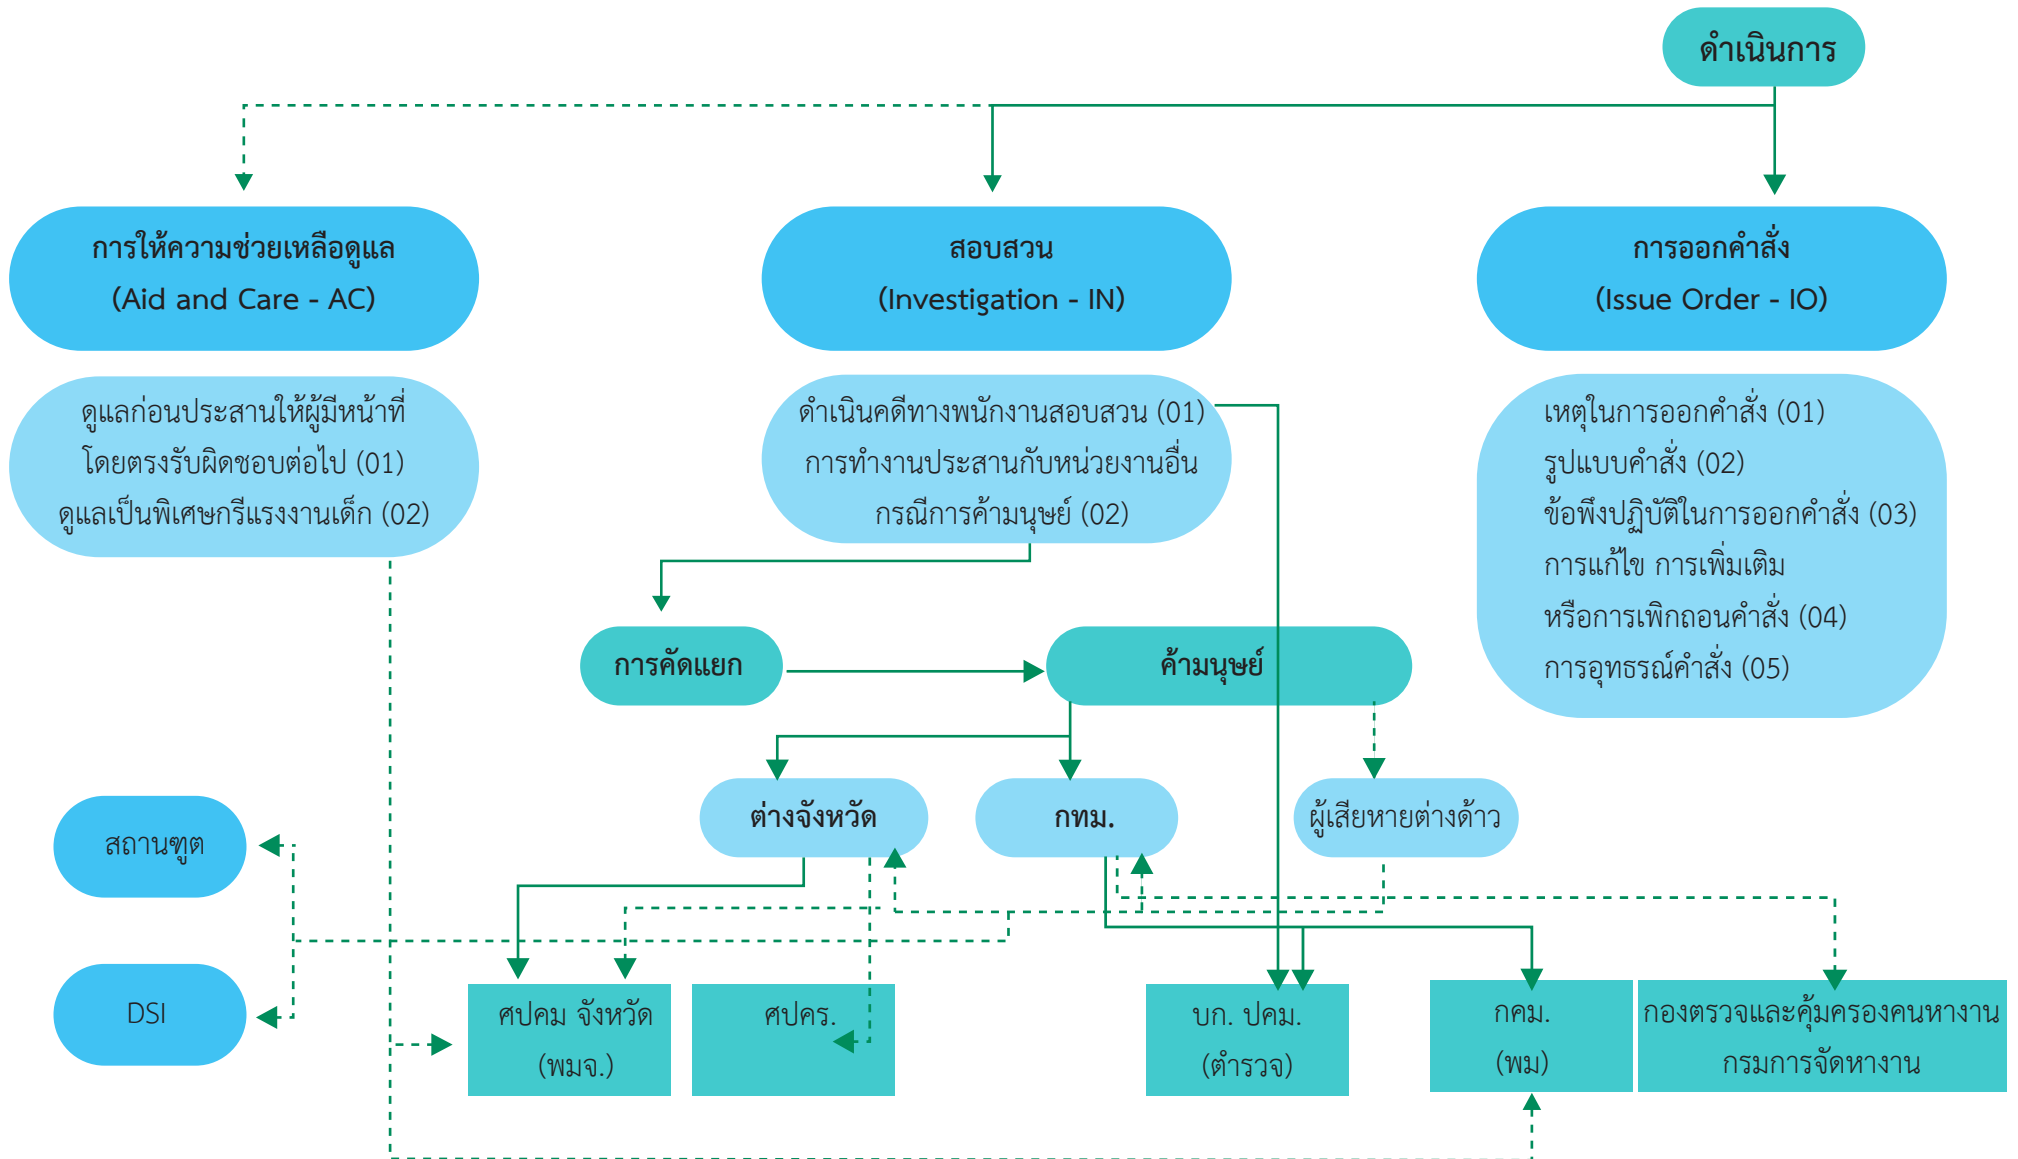 ดำเนินการ
การให้ความช่วยเหลือดูแล
(Aid and Care - AC)
สอบสวน
(Investigation - IN)
การออกคำสั่ง
(Issue Order - IO)
ดูแลก่อนประสานให้ผู้มีหน้าที่
โดยตรงรับผิดชอบต่อไป (01)
ดูแลเป็นพิเศษกรีแรงงานเด็ก (02)
ดำเนินคดีทางพนักงานสอบสวน (01)
การทำงานประสานกับหน่วยงานอื่น
กรณีการค้ามนุษย์ (02)
เหตุในการออกคำสั่ง (01)
รูปแบบคำสั่ง (02)
ข้อพึงปฏิบัติในการออกคำสั่ง (03)
การแก้ไข การเพิ่มเติม
หรือการเพิกถอนคำสั่ง (04)
การอุทธรณ์คำสั่ง (05)
การคัดแยก
ค้ามนุษย์
ต่างจังหวัด
กทม.
ผู้เสียหายต่างด้าว
สถานฑูต
DSI
ศปคม จังหวัด
(พมจ.)
ศปคร.
บก. ปคม.
(ตำรวจ)
กคม.
(พม)
กองตรวจและคุ้มครองคนหางาน
กรมการจัดหางาน